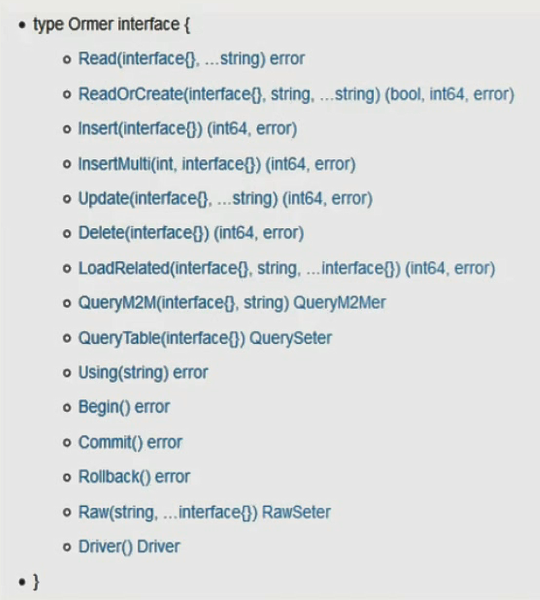 type Ormer interface {
Read(interface{}, ...string) error
ReadOrCreate(interface{}, string, ...string) (bool, int64, error)
Insert(interface{}) (int64, error)
InsertMulti(int, interface{}) (int64, error)
Update(interface{}, ...string) (int64, error)
Delete(interface{}) (int64, error)
LoadRelated(interface{}, string, ...interface{}) (int64, error)
QueryM2M(interface{}, string) QueryM2Mer
QueryTable(interface{}) QuerySeter
Using(string) error
Begin() error
Commit() error
Rollback() error
Raw(string, ...interface{}) RawSeter
Driver() Driver
}